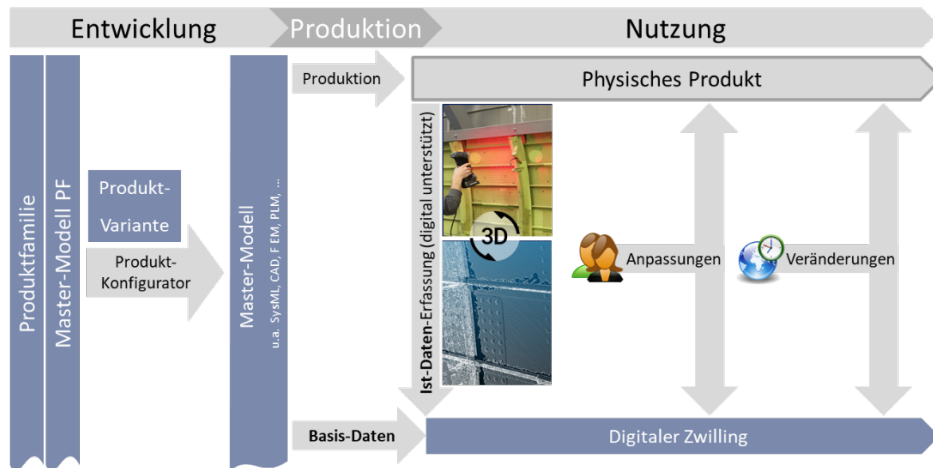 Entwicklung
Produktion
Nutzung
Produktfamilie
Master-Modell PF
Produkt-
Variante
Produkt-
Konfigurator
Master-Modell
u.a. SysML, CAD, FEM, PLM, ...
Produktion
Physisches Produkt
Ist-Daten-Erfassung (digital unterstützt)
3D
Anpassungen
Veränderungen
Basis-Daten
Digitaler Zwilling